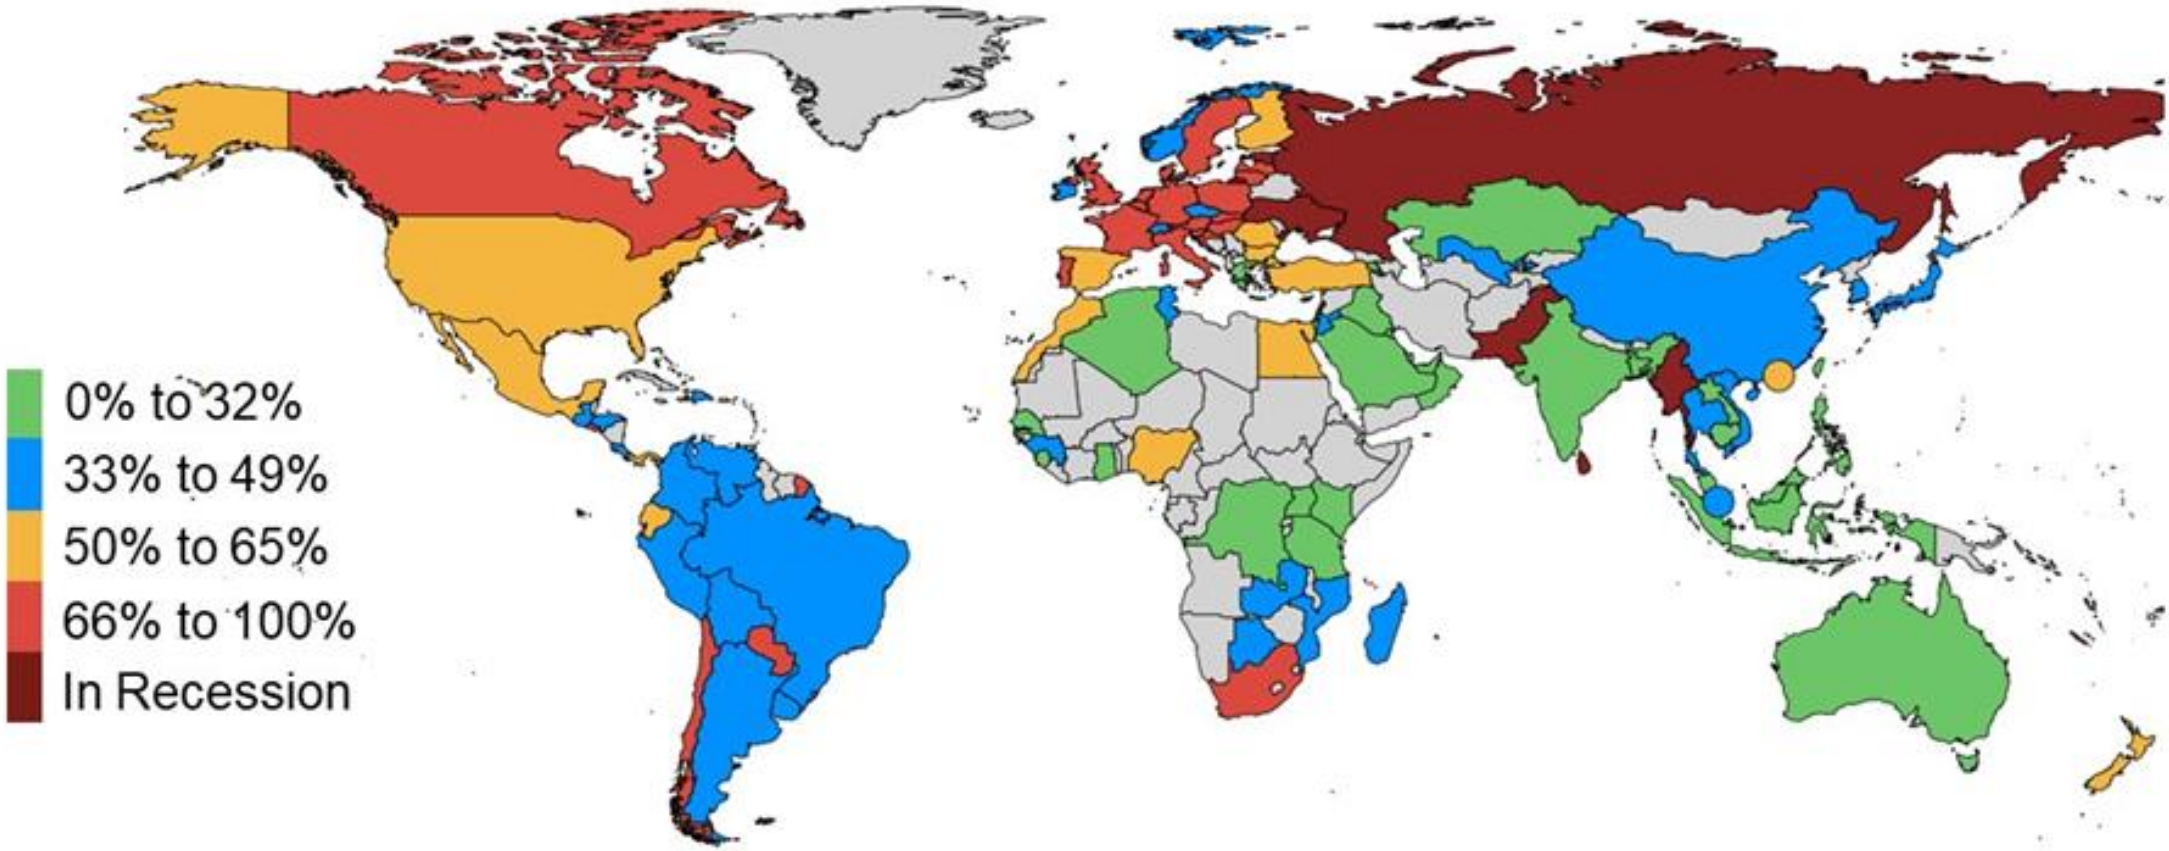 0% to 32%
33% to 49%
50% to 65%
66% to 100%
In Recession